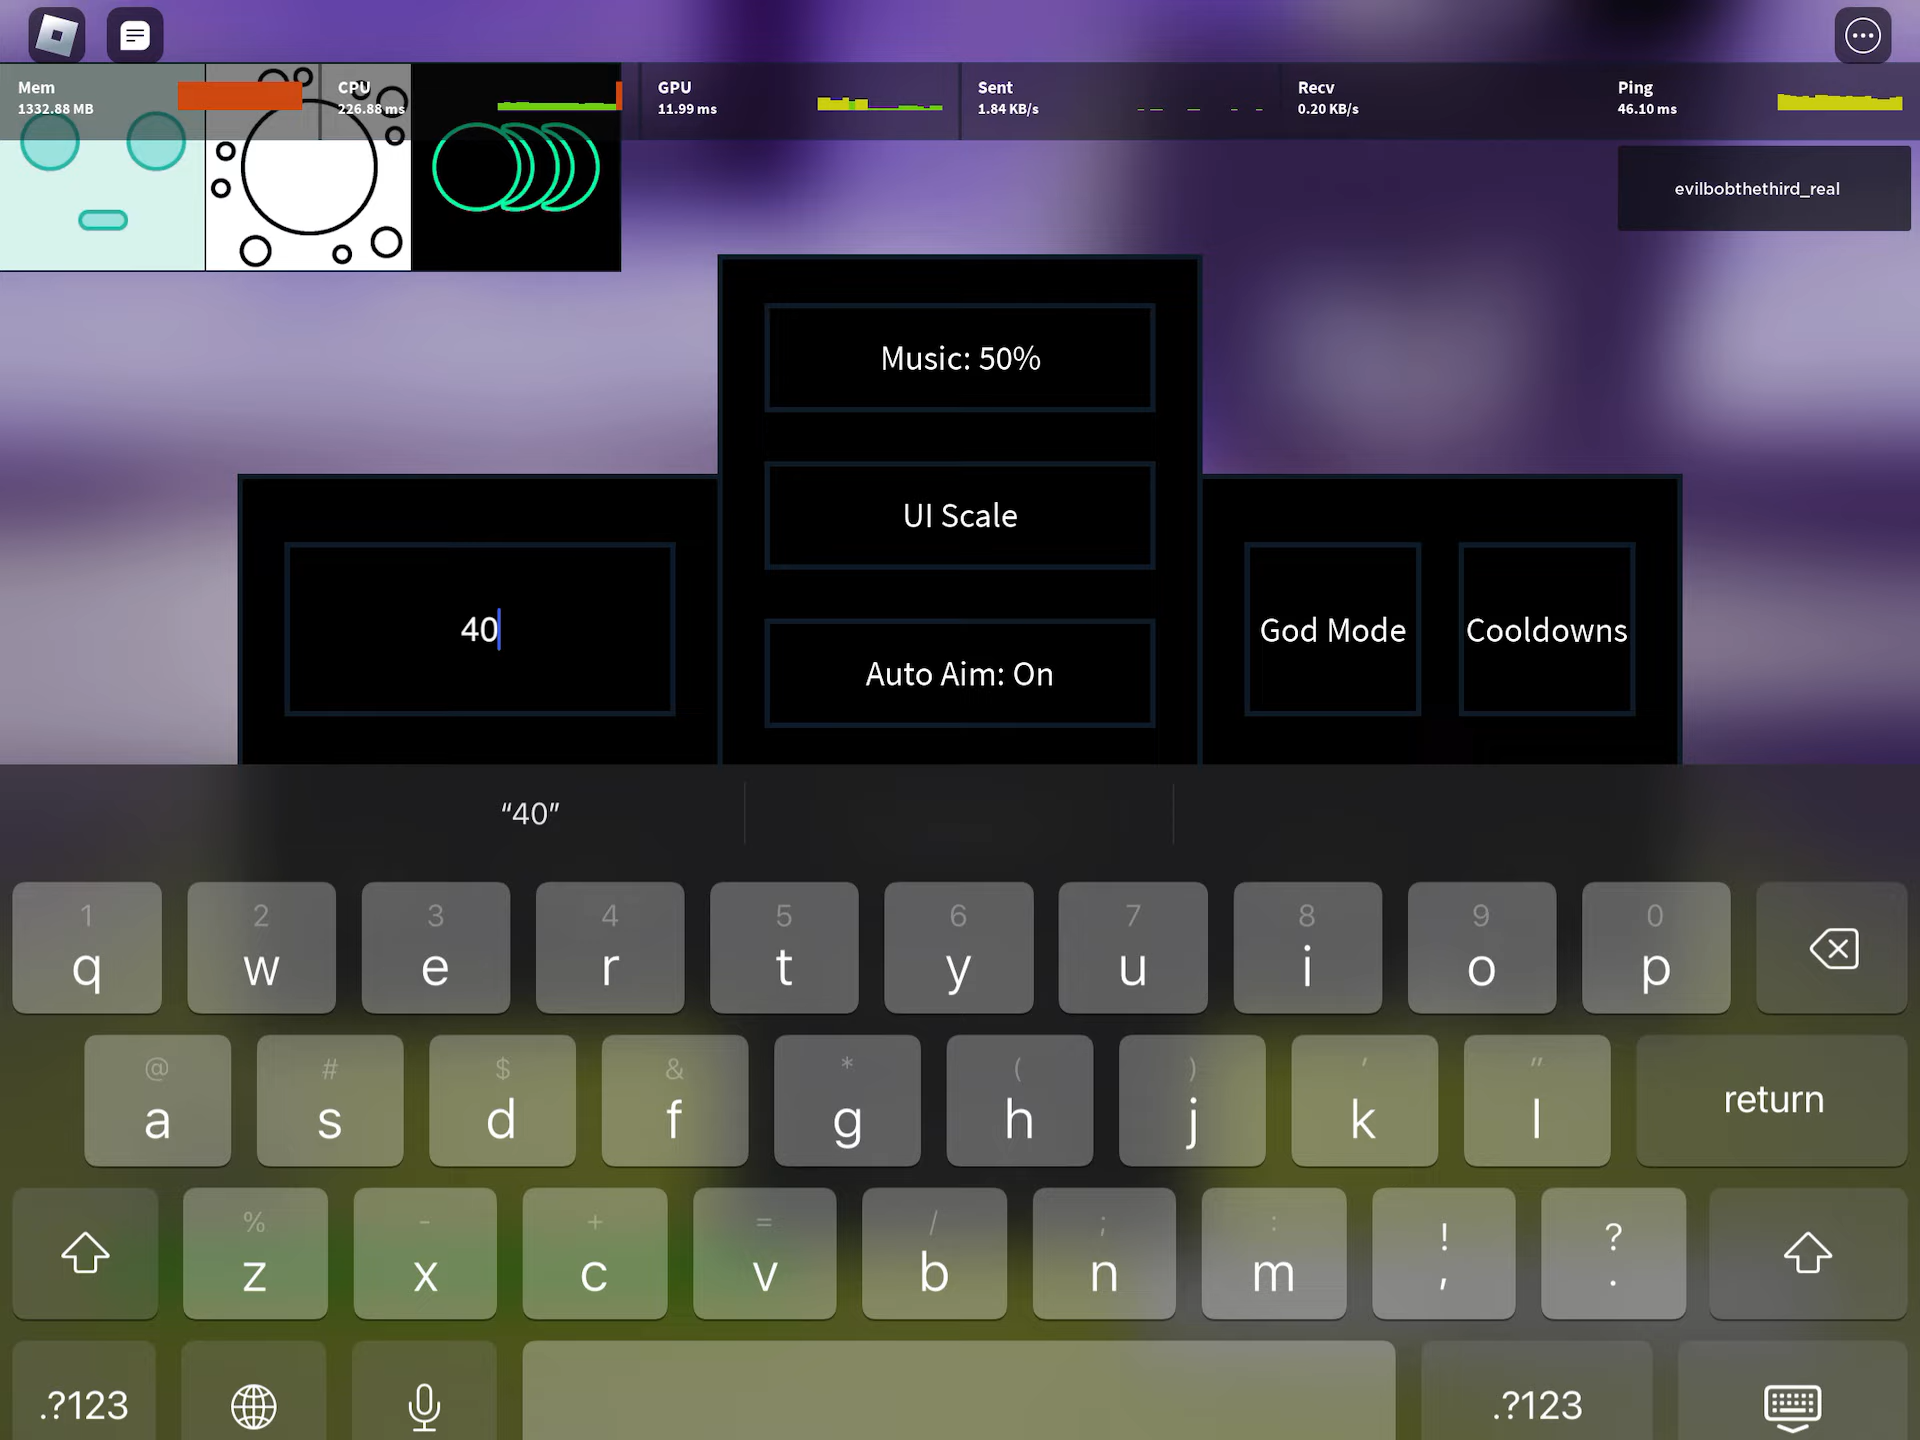 Mem
1332.88 MB
CPU
226.88 ms
GPU
11.99 ms
Sent
1.84 KB/s
Recv
0.20 KB/s
Ping
46.10 ms
evilbobthethird_real
Music: 50%
UI Scale
Auto Aim: On
40
God Mode
Cooldowns
“40”
1 2 3 4 5 6 7 8 9 0
q w e r t y u i o p
@ # $ & * ( ) ' "
a s d f g h j k l return
% - + = / ; : ! ?
z x c v b n m , .
.?123 .?123